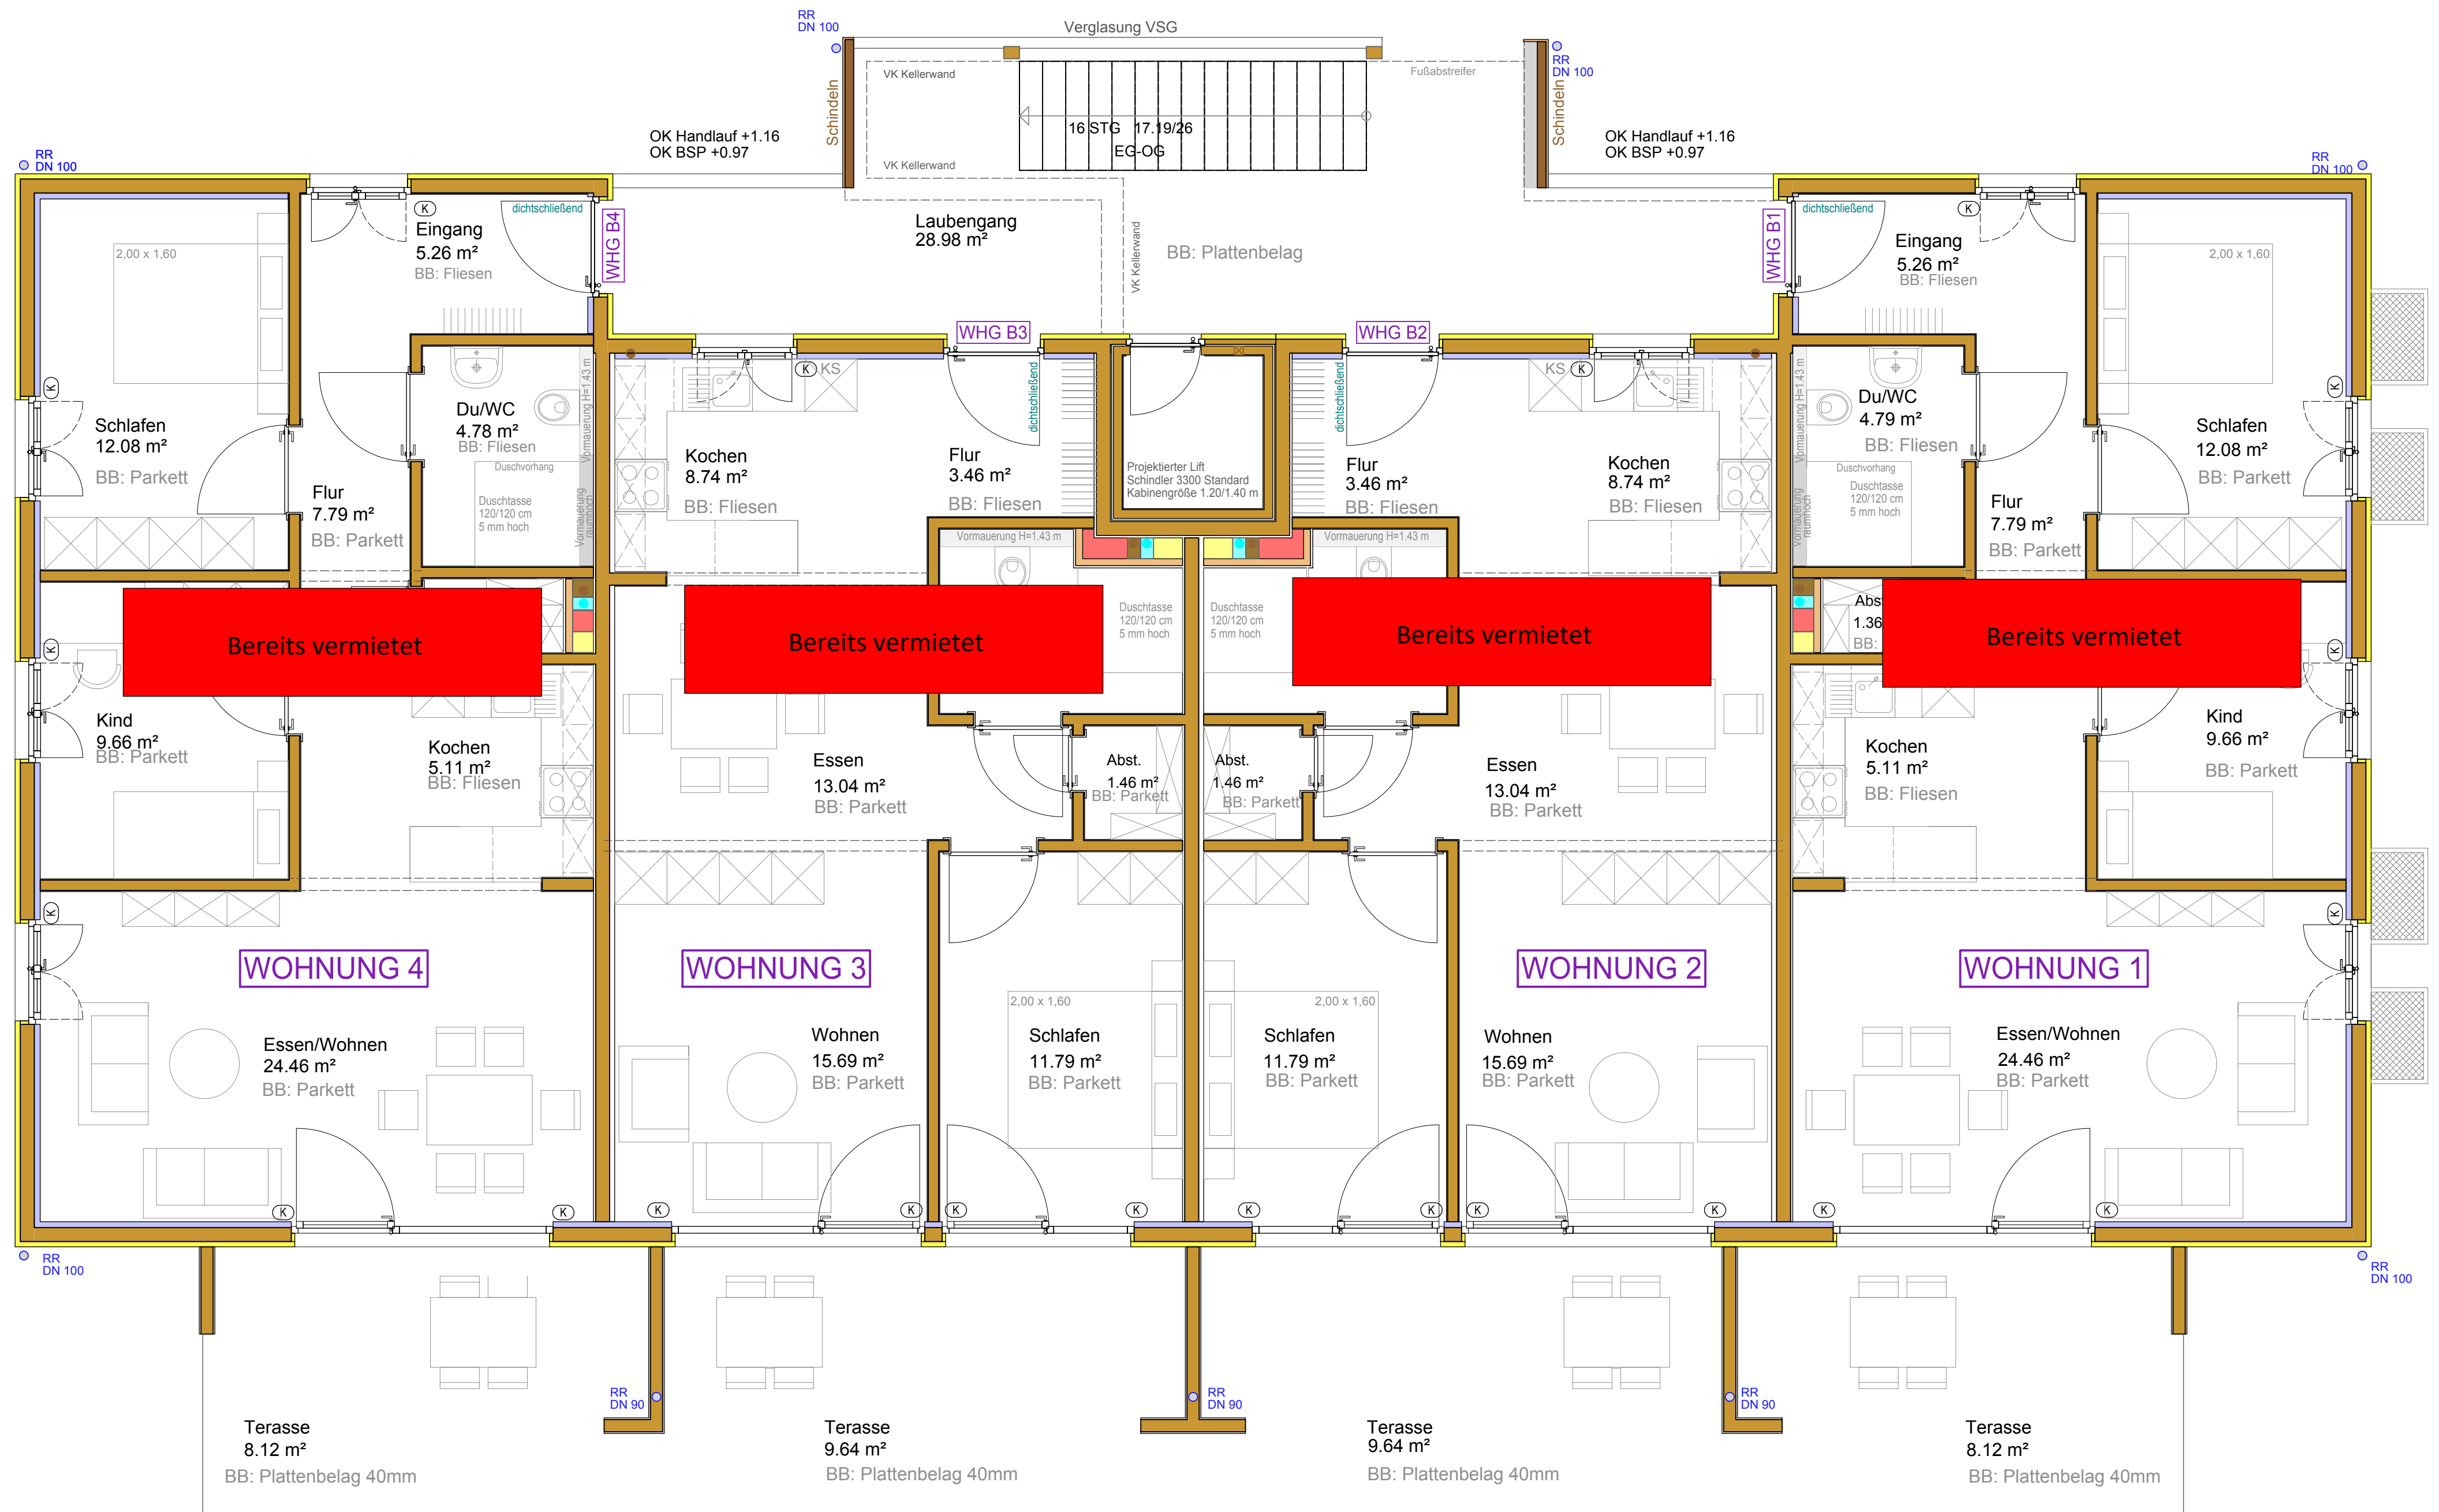 RR
DN 100
Verglasung VSG
RR
DN 100
VK Kellerwand
Fußabstreifer
Schindeln
Schindeln
16 STG 17.19/26
EG-OG
OK Handlauf +1.16
OK BSP +0.97
OK Handlauf +1.16
OK BSP +0.97
VK Kellerwand
RR
DN 100
RR
DN 100
K
dichtschließend
Eingang
5.26 m²
BB: Fliesen
WHG B4
Laubengang
28.98 m²
BB: Plattenbelag
VK Kellerwand
WHG B1
dichtschließend
K
Eingang
5.26 m²
BB: Fliesen
2,00 x 1,60
2,00 x 1,60
WHG B3
WHG B2
K
Schlafen
12.08 m²
BB: Parkett
Du/WC
4.78 m²
BB: Fliesen
Vormauerung H=1.43 m
Duschvorhang
Duschtasse
120/120 cm
5 mm hoch
Vormauerung
raumhoch
Flur
7.79 m²
BB: Parkett
K KS
Kochen
8.74 m²
BB: Fliesen
dichtschließend
Flur
3.46 m²
BB: Fliesen
Projektierter Lift
Schindler 3300 Standard
Kabinengröße 1.20/1.40 m
dichtschließend
Flur
3.46 m²
BB: Fliesen
KS K
Kochen
8.74 m²
BB: Fliesen
Vormauerung H=1.43 m
Du/WC
4.79 m²
BB: Fliesen
Duschvorhang
Duschtasse
120/120 cm
5 mm hoch
Vormauerung
raumhoch
Flur
7.79 m²
BB: Parkett
K
Schlafen
12.08 m²
BB: Parkett
Vormauerung H=1.43 m
Vormauerung H=1.43 m
Duschtasse
120/120 cm
5 mm hoch
Duschtasse
120/120 cm
5 mm hoch
1.36
BB:
Bereits vermietet
Bereits vermietet
Bereits vermietet
Bereits vermietet
K
K
Kind
9.66 m²
BB: Parkett
Kochen
5.11 m²
BB: Fliesen
Essen
13.04 m²
BB: Parkett
Abst.
1.46 m²
BB: Parkett
Abst.
1.46 m²
BB: Parkett
Essen
13.04 m²
BB: Parkett
Kochen
5.11 m²
BB: Fliesen
Kind
9.66 m²
BB: Parkett
K
K
WOHNUNG 4
WOHNUNG 3
WOHNUNG 2
WOHNUNG 1
2,00 x 1,60
2,00 x 1,60
Essen/Wohnen
24.46 m²
BB: Parkett
Wohnen
15.69 m²
BB: Parkett
Schlafen
11.79 m²
BB: Parkett
Schlafen
11.79 m²
BB: Parkett
Wohnen
15.69 m²
BB: Parkett
Essen/Wohnen
24.46 m²
BB: Parkett
K
K
K
K
K
K
K
K
K
K
K
K
RR
DN 100
RR
DN 100
RR
DN 90
RR
DN 90
RR
DN 90
Terasse
8.12 m²
BB: Plattenbelag 40mm
Terasse
9.64 m²
BB: Plattenbelag 40mm
Terasse
9.64 m²
BB: Plattenbelag 40mm
Terasse
8.12 m²
BB: Plattenbelag 40mm